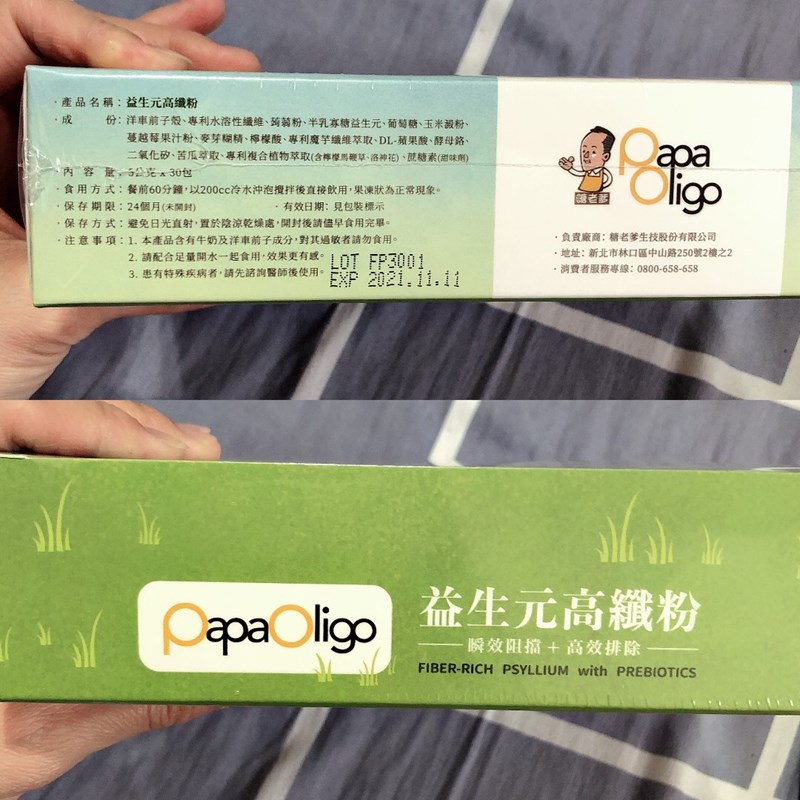 ·產品名稱：益生元高纖粉
·成　　份：洋車前子殼、專利水溶性纖維、蒟蒻粉、半乳寡糖益生元、葡萄糖、玉米澱粉、
蔓越莓果汁粉、麥芽糊精、檸檬酸、專利魔芋纖維萃取、DL-蘋果酸、酵母鉻、
二氧化矽、苦瓜萃取、專利複合植物萃取(含檸檬馬鞭草、洛神花)、蔗糖素(甜味劑)
·內容量：5公克 x 30包
·食用方式：餐前60分鐘，以200cc冷水沖泡攪拌後直接飲用，果凍狀為正常現象。
·保存期限：24個月(未開封)　·有效日期：見包裝標示
·保存方式：避免日光直射，置於陰涼乾燥處，開封後請儘早食用完畢。
·注意事項：1. 本產品含有牛奶及洋車前子成分，對其過敏者請勿食用。
2. 請配合足量開水一起食用，效果更有感。
3. 患有特殊疾病者，請先諮詢醫師後使用。
LOT FP3001
EXP 2021.11.11
糖老爹
Papa
Oligo
·負責廠商：糖老爹生技股份有限公司
·地址：新北市林口區中山路250號2樓之2
·消費者服務專線：0800-658-658
PapaOligo
益生元高纖粉
瞬效阻擋+高效排除
FIBER-RICH PSYLLIUM with PREBIOTICS